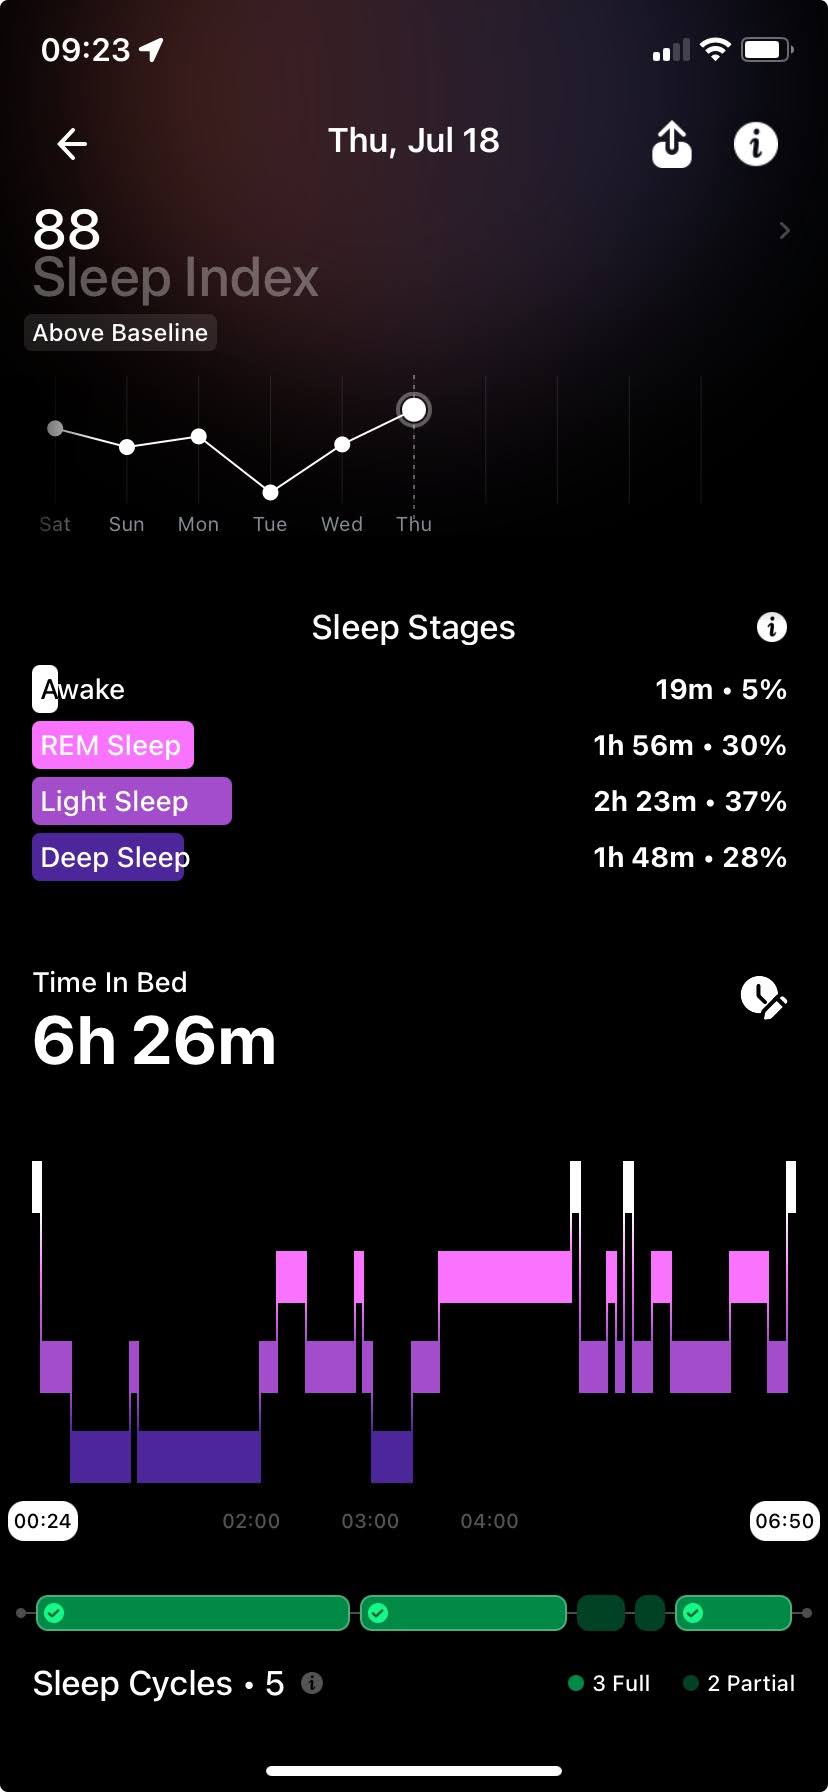 09:23
Thu, Jul 18
88
Sleep Index
Above Baseline
Sat Sun Mon Tue Wed Thu
Sleep Stages
Awake 19m • 5%
REM Sleep 1h 56m • 30%
Light Sleep 2h 23m • 37%
Deep Sleep 1h 48m • 28%
Time In Bed
6h 26m
00:24 02:00 03:00 04:00 06:50
Sleep Cycles • 5 3 Full 2 Partial